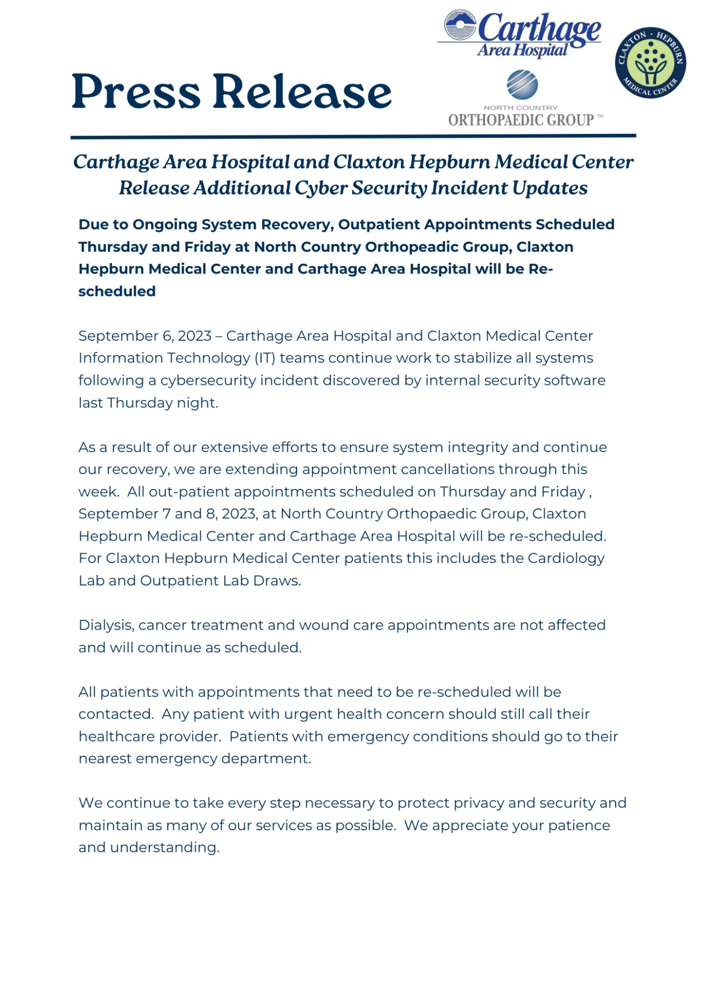 Carthage
Area Hospital
CLAXTON · HEPBURN
MEDICAL CENTER
Press Release
NORTH COUNTRY
ORTHOPAEDIC GROUP ™
Carthage Area Hospital and Claxton Hepburn Medical Center
Release Additional Cyber Security Incident Updates
Due to Ongoing System Recovery, Outpatient Appointments Scheduled
Thursday and Friday at North Country Orthopeadic Group, Claxton
Hepburn Medical Center and Carthage Area Hospital will be Re-
scheduled
September 6, 2023 – Carthage Area Hospital and Claxton Medical Center
Information Technology (IT) teams continue work to stabilize all systems
following a cybersecurity incident discovered by internal security software
last Thursday night.
As a result of our extensive efforts to ensure system integrity and continue
our recovery, we are extending appointment cancellations through this
week.  All out-patient appointments scheduled on Thursday and Friday ,
September 7 and 8, 2023, at North Country Orthopaedic Group, Claxton
Hepburn Medical Center and Carthage Area Hospital will be re-scheduled.
For Claxton Hepburn Medical Center patients this includes the Cardiology
Lab and Outpatient Lab Draws.
Dialysis, cancer treatment and wound care appointments are not affected
and will continue as scheduled.
All patients with appointments that need to be re-scheduled will be
contacted.  Any patient with urgent health concern should still call their
healthcare provider.  Patients with emergency conditions should go to their
nearest emergency department.
We continue to take every step necessary to protect privacy and security and
maintain as many of our services as possible.  We appreciate your patience
and understanding.